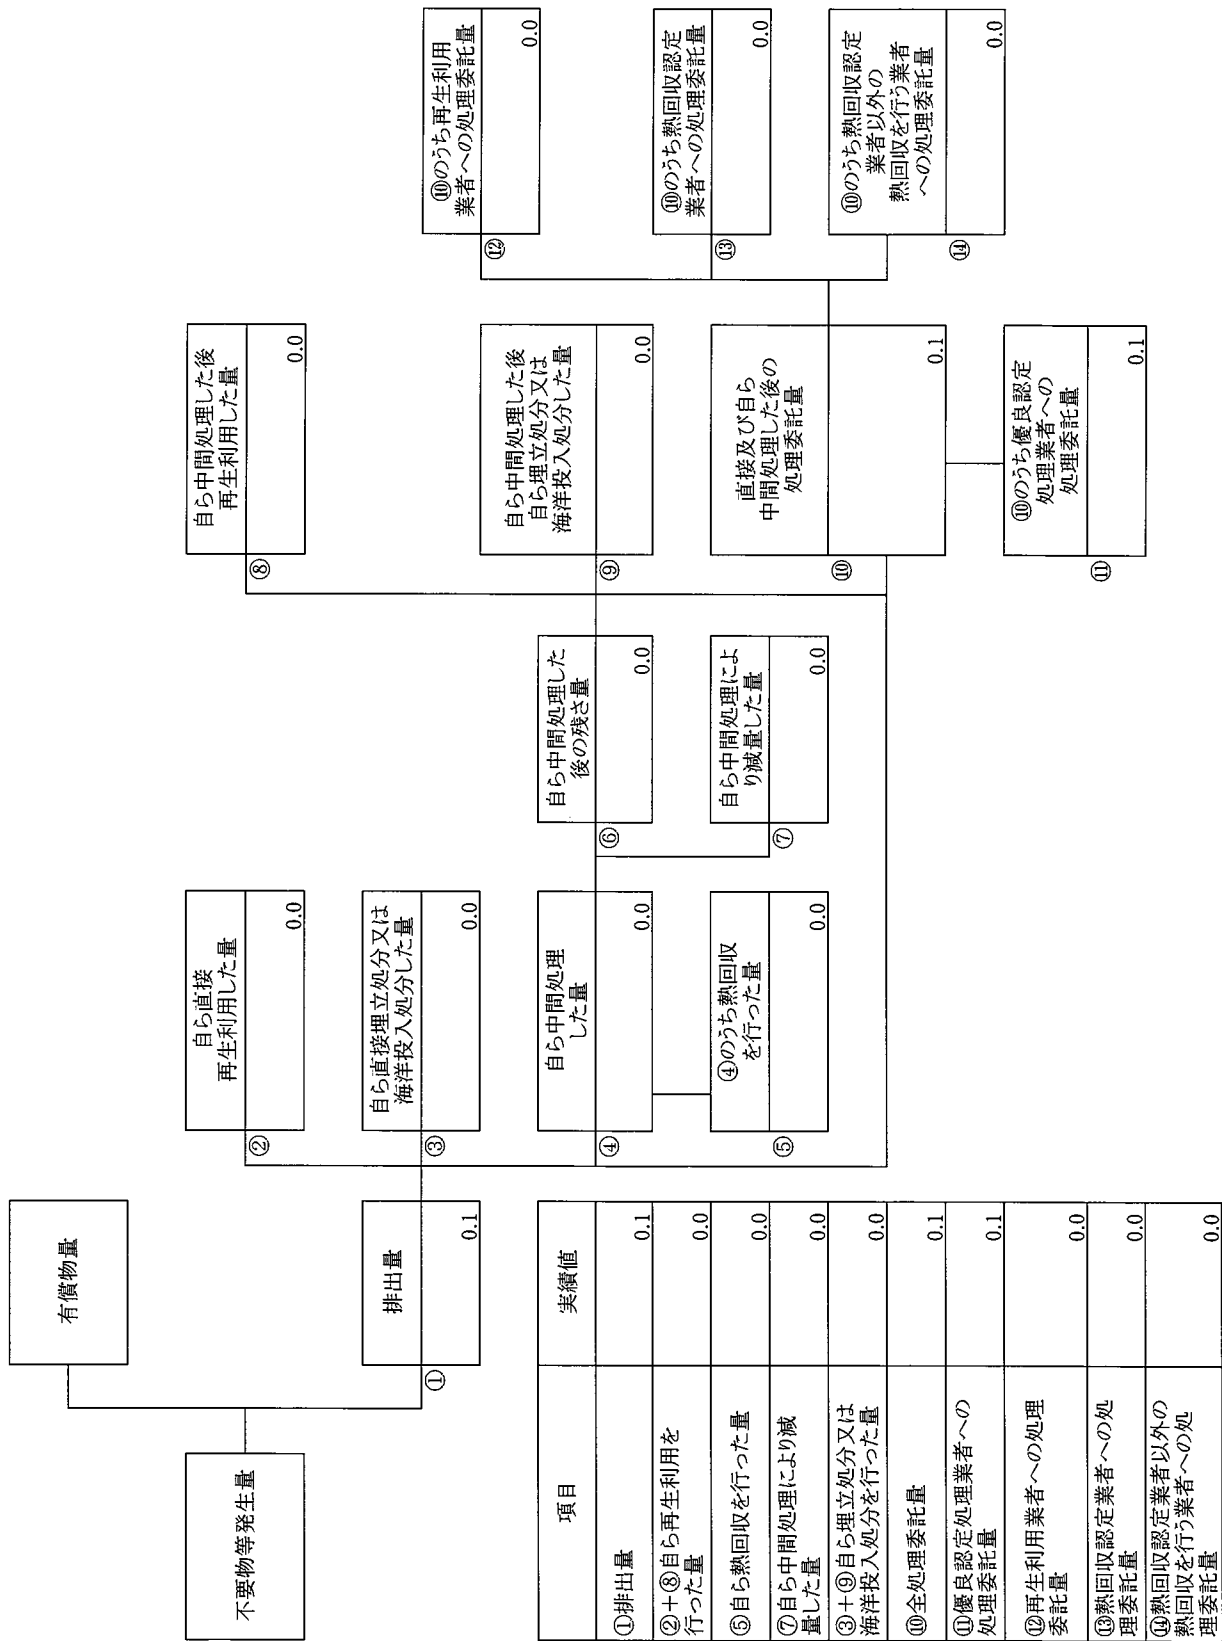 不要物等発生量
有償物量
①
排出量
0.1
②
自ら直接
再生利用した量
0.0
③
自ら直接埋立処分又は
海洋投入処分した量
0.0
④
自ら中間処理
した量
0.0
⑤
④のうち熱回収
を行った量
0.0
⑥
自ら中間処理した
後の残さ量
0.0
⑦
自ら中間処理によ
り減量した量
0.0
⑧
自ら中間処理した後
再生利用した量
0.0
⑨
自ら中間処理した後
自ら埋立処分又は
海洋投入処分した量
0.0
⑩
直接及び自ら
中間処理した後の
処理委託量
0.1
⑪
⑩のうち優良認定
処理業者への
処理委託量
0.1
⑫
⑩のうち再生利用
業者への処理委託量
0.0
⑬
⑩のうち熱回収認定
業者への処理委託量
0.0
⑭
⑩のうち熱回収認定
業者以外の
熱回収を行う業者
への処理委託量
0.0
項目 実績値
①排出量 0.1
②+⑧自ら再生利用を
行った量 0.0
⑤自ら熱回収を行った量 0.0
⑦自ら中間処理により減
量した量 0.0
③+⑨自ら埋立処分又は
海洋投入処分を行った量 0.0
⑩全処理委託量 0.1
⑪優良認定処理業者への
処理委託量 0.1
⑫再生利用業者への処理
委託量 0.0
⑬熱回収認定業者への処
理委託量 0.0
⑭熱回収認定業者以外の
熱回収を行う業者への処
理委託量 0.0